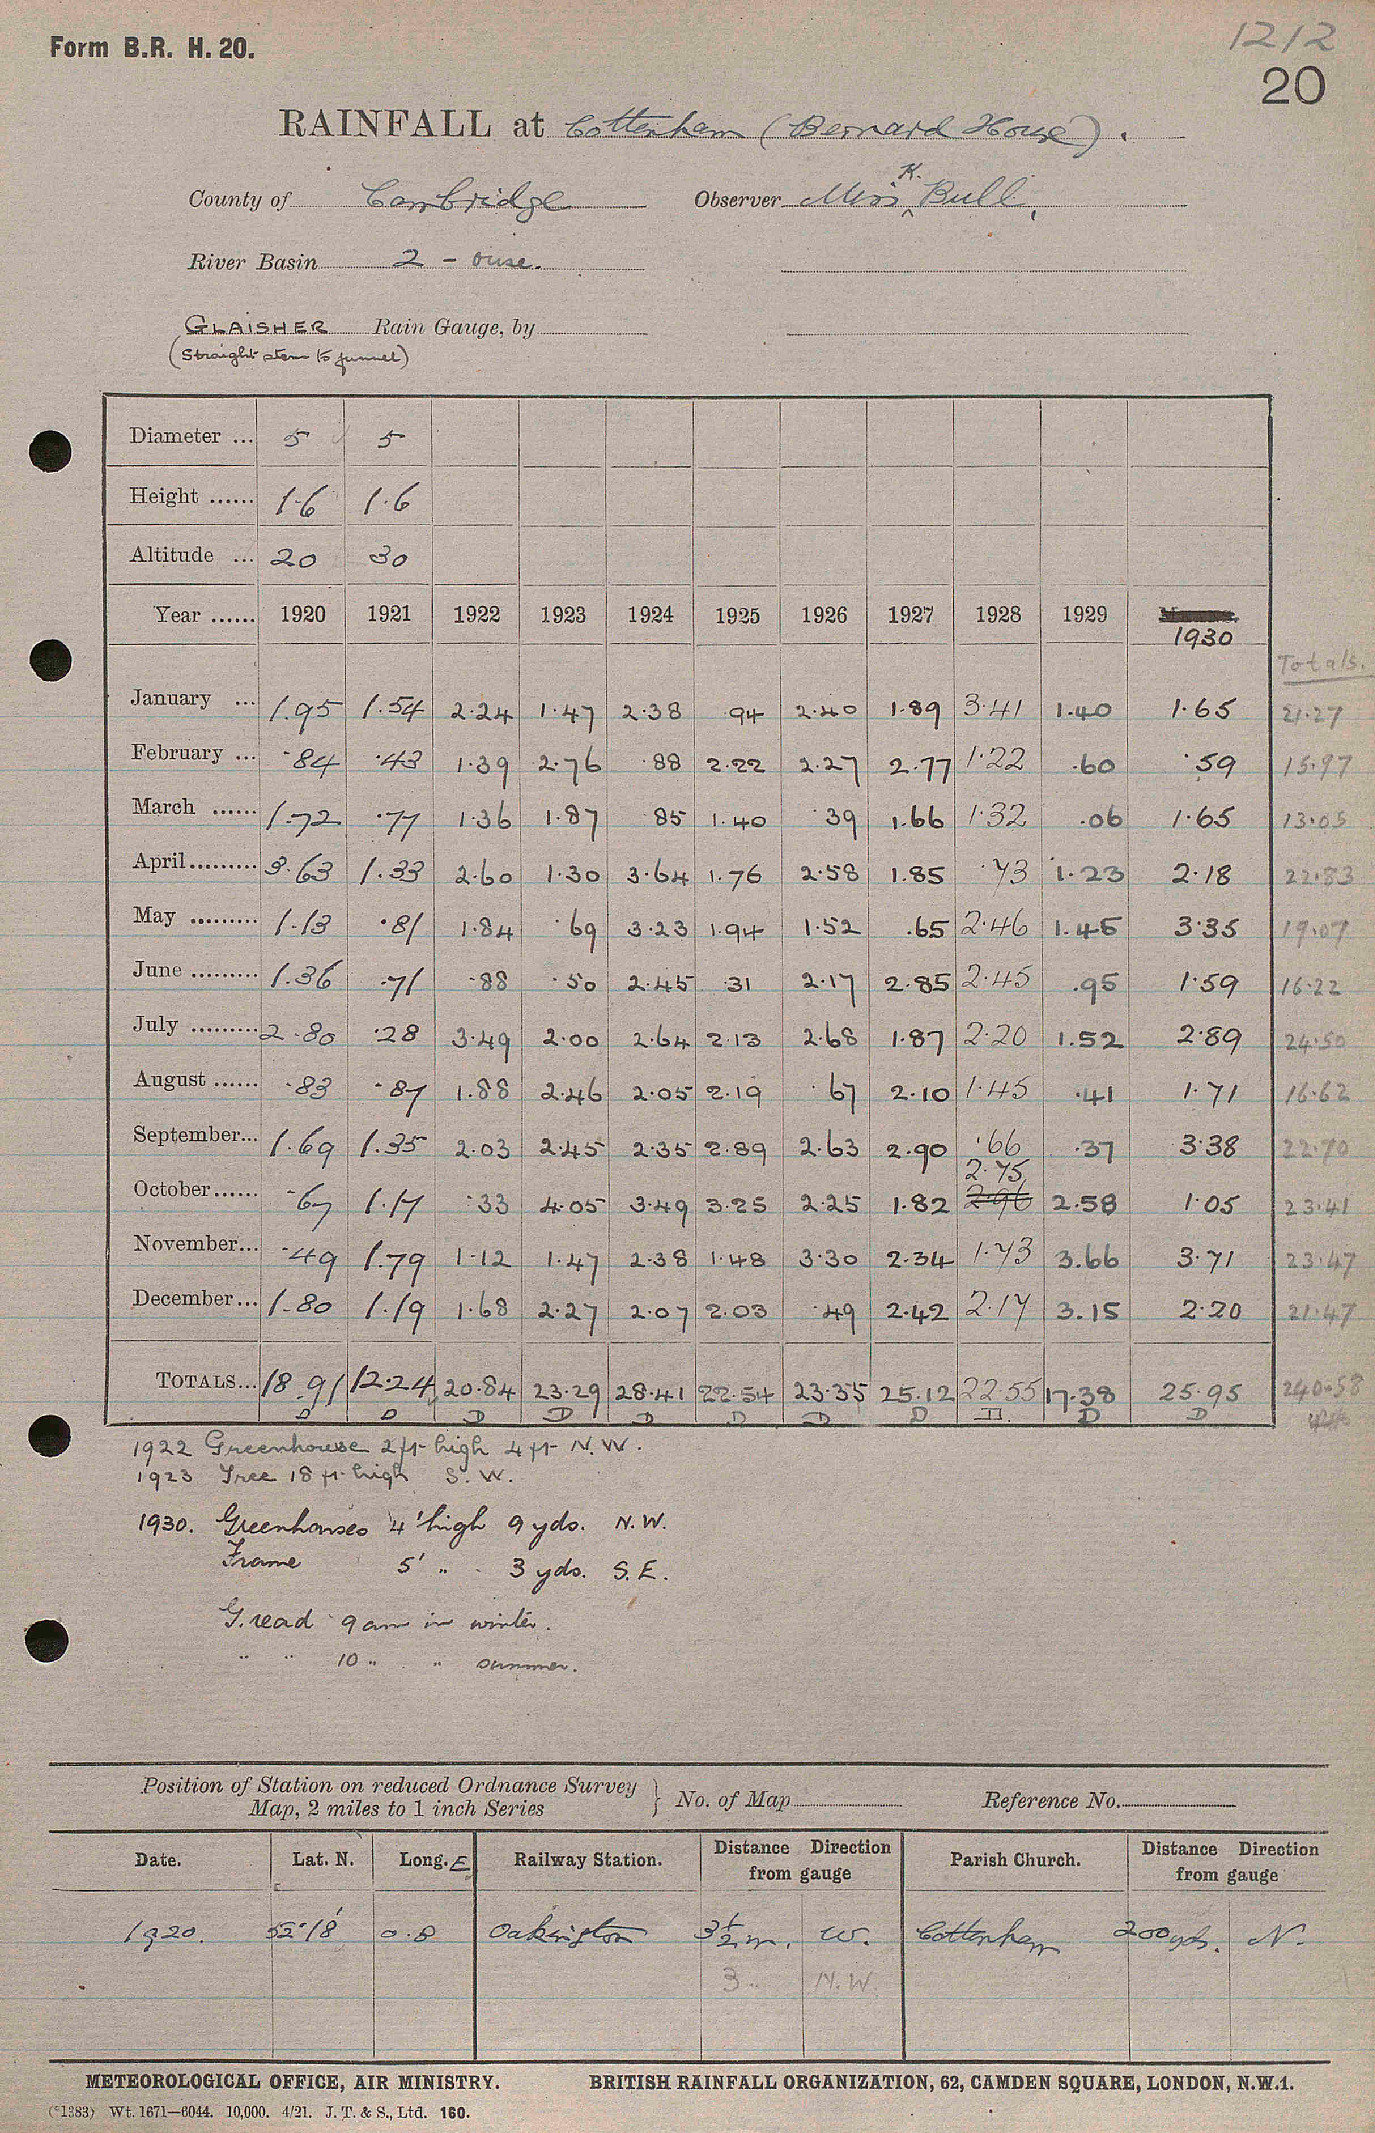 Form B.R. H. 20.
1212
20
RAINFALL at Cottenham (Bernard House).
County of Cambridge Observer Miss K. Bull,
River Basin 2 - ouse.
GLAISHER Rain Gauge, by
(Straight stem to funnel)
Diameter ... 5 5
Height ...... 1.6 1.6
Altitude ... 20 30
Year ...... 1920 1921 1922 1923 1924 1925 1926 1927 1928 1929 1930
Totals.
January ... 1.95 1.54 2.24 1.47 2.38 .94 2.40 1.89 3.41 1.40 1.65 21.27
February ... .84 .43 1.39 2.76 .88 2.22 2.27 2.77 1.22 .60 .59 15.97
March ...... 1.72 .77 1.36 1.87 .85 1.40 .39 1.66 1.32 .06 1.65 13.05
April ......... 3.63 1.33 2.60 1.30 3.64 1.76 2.58 1.85 .73 1.23 2.18 22.83
May ......... 1.13 .81 1.84 .69 3.23 1.94 1.52 .65 2.46 1.45 3.35 19.07
June ......... 1.36 .71 .88 .50 2.45 .31 2.17 2.85 2.45 .95 1.59 16.22
July ......... 2.80 .28 3.49 2.00 2.64 2.13 2.68 1.87 2.20 1.52 2.89 24.50
August ...... .83 .87 1.88 2.46 2.05 2.19 .67 2.10 1.45 .41 1.71 16.62
September... 1.69 1.35 2.03 2.45 2.35 2.89 2.63 2.90 .66 .37 3.38 22.70
2.75
October...... .67 1.17 .33 4.05 3.49 3.25 2.25 1.82 2.96 2.58 1.05 23.41
November... .49 1.79 1.12 1.47 2.38 1.48 3.30 2.34 1.73 3.66 3.71 23.47
December... 1.80 1.19 1.68 2.27 2.07 2.03 .49 2.42 2.17 3.15 2.20 21.47
TOTALS... 18.91 12.24 20.84 23.29 28.41 22.54 23.35 25.12 22.55 17.38 25.95 240.58
D D D D D D D D D D D
1922 Greenhouse 2 ft high 4 ft N.W.
1923 Tree 18 ft high S.W.
1930. Greenhouses 4' high 9 yds. N.W.
Frame 5' " 3 yds. S.E.
G. read 9 am in winter.
" " 10 " " summer.
Position of Station on reduced Ordnance Survey
Map, 2 miles to 1 inch Series } No. of Map Reference No.
Date. Lat. N. Long. E Railway Station. Distance Direction from gauge Parish Church. Distance Direction from gauge
1920. 52°18' 0.8 Oakington 3½ m. W. Cottenham 200 yds. N.
3 " N.W.
METEOROLOGICAL OFFICE, AIR MINISTRY. BRITISH RAINFALL ORGANIZATION, 62, CAMDEN SQUARE, LONDON, N.W.1.
(*1383) Wt. 1671—6044. 10,000. 4/21. J. T. & S., Ltd. 160.